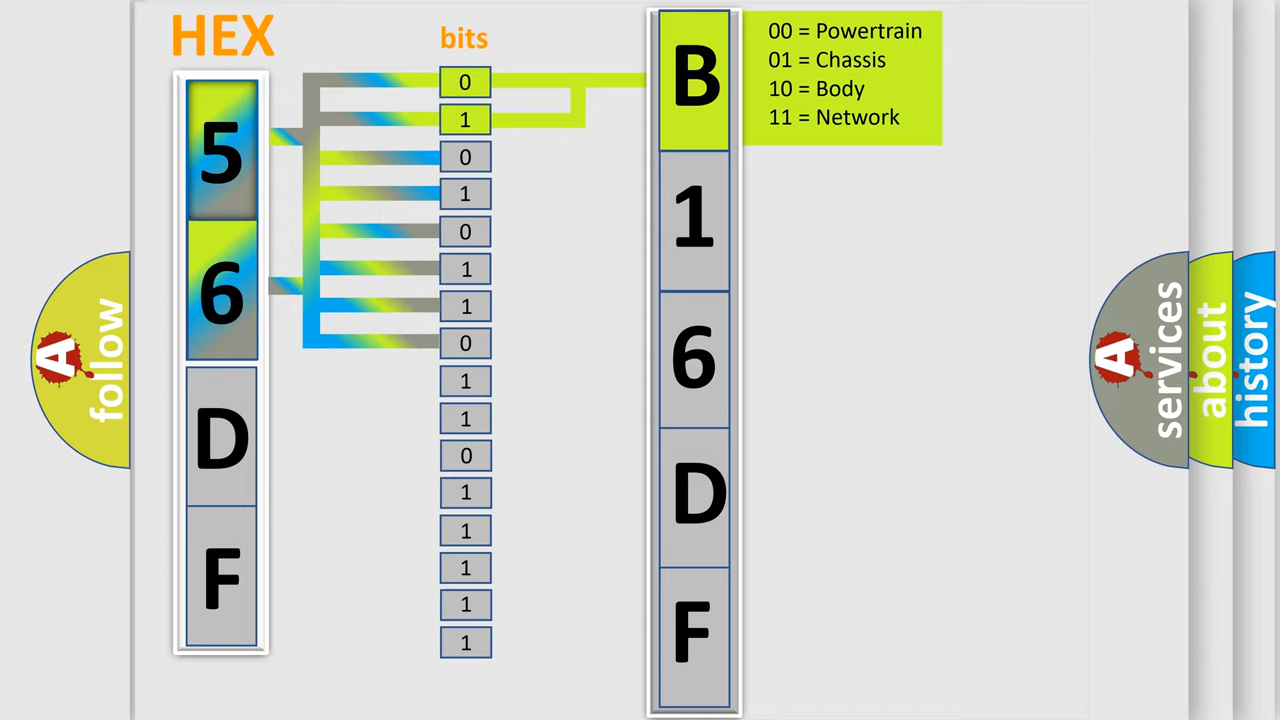 HEX
bits
5
6
D
F
0
1
0
1
0
1
1
0
1
1
0
1
1
1
1
1
B
1
6
D
F
00 = Powertrain
01 = Chassis
10 = Body
11 = Network
A
follow
A
services
about
history